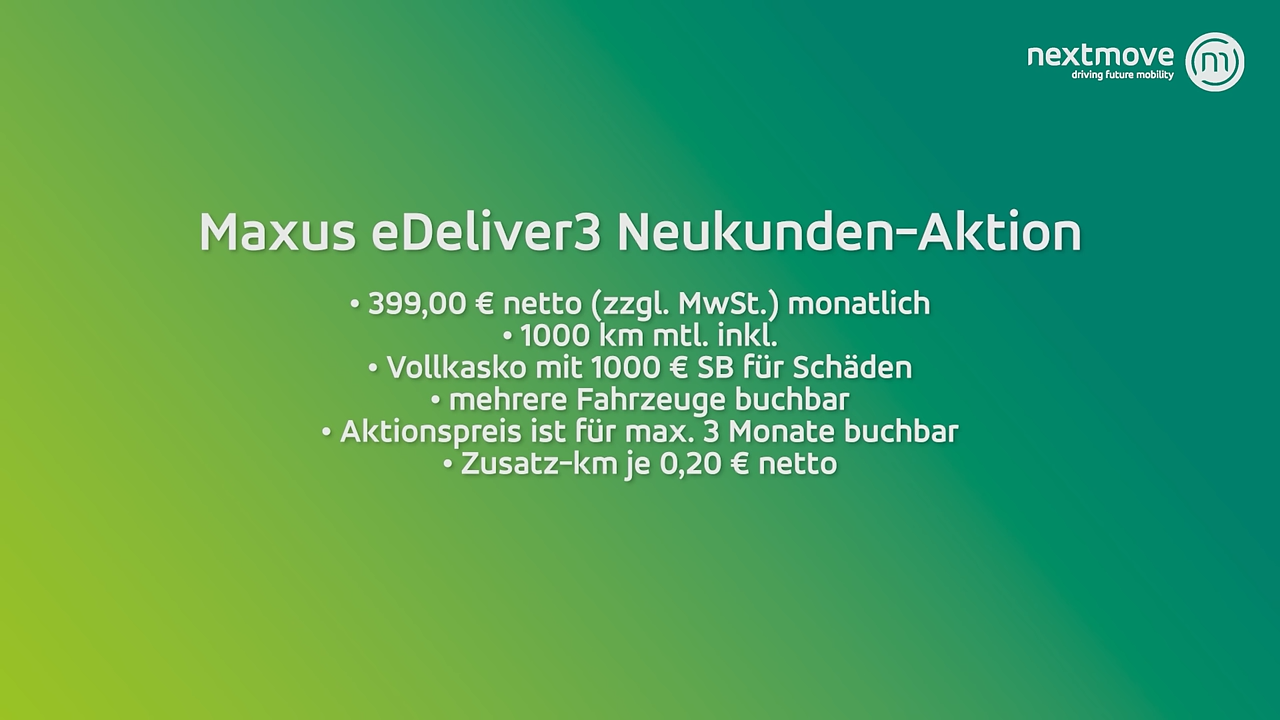 nextmove
driving future mobility
m
Maxus eDeliver3 Neukunden-Aktion
• 399,00 € netto (zzgl. MwSt.) monatlich
• 1000 km mtl. inkl.
• Vollkasko mit 1000 € SB für Schäden
• mehrere Fahrzeuge buchbar
• Aktionspreis ist für max. 3 Monate buchbar
• Zusatz-km je 0,20 € netto